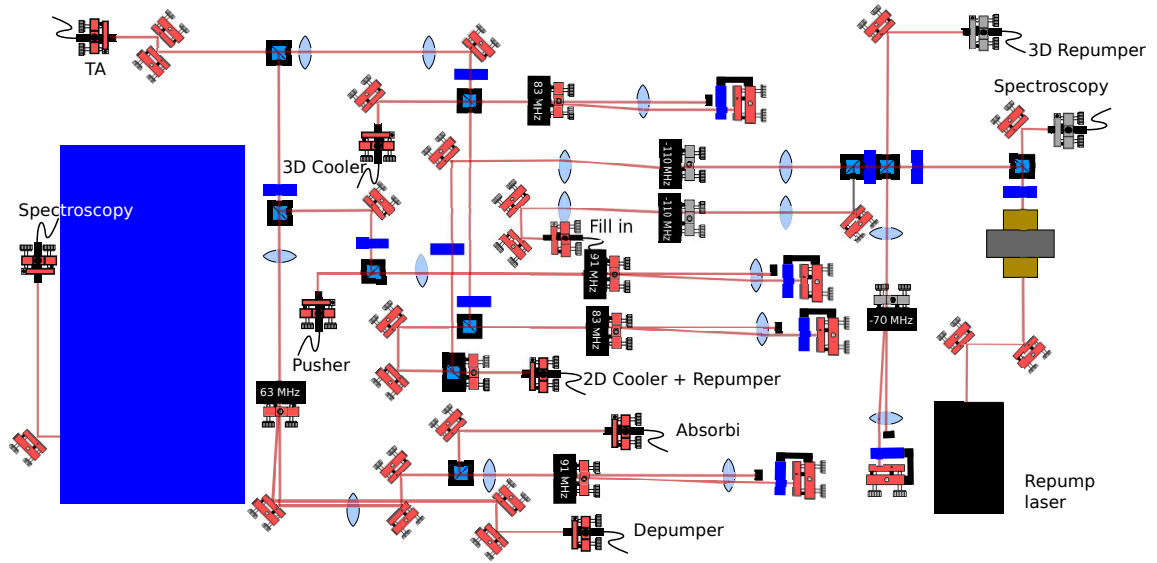 TA
3D Repumper
Spectroscopy
83 MHz
3D Cooler
-110 MHz
-110 MHz
Spectroscopy
Fill in
91 MHz
-70 MHz
83 MHz
Pusher
2D Cooler + Repumper
63 MHz
Absorbi
91 MHz
Repump
laser
Depumper